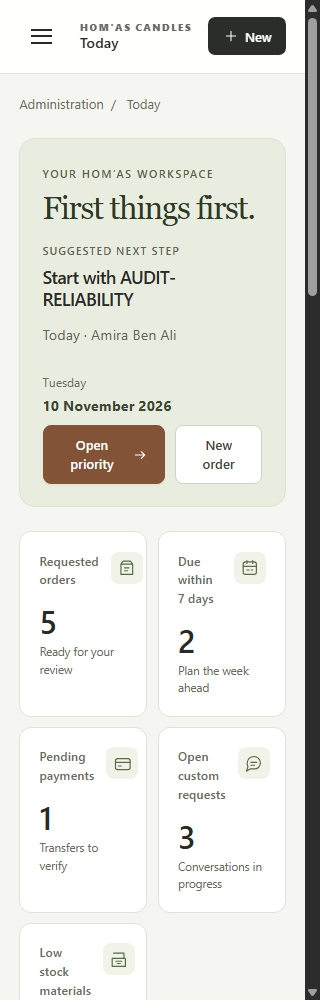 HOM'AS CANDLES
Today
New
Administration / Today
YOUR HOM'AS WORKSPACE
First things first.
SUGGESTED NEXT STEP
Start with AUDIT-
RELIABILITY
Today · Amira Ben Ali
Tuesday
10 November 2026
Open
priority
New
order
Requested
orders
5
Ready for your
review
Due
within
7 days
2
Plan the week
ahead
Pending
payments
1
Transfers to
verify
Open
custom
requests
3
Conversations in
progress
Low
stock
materials